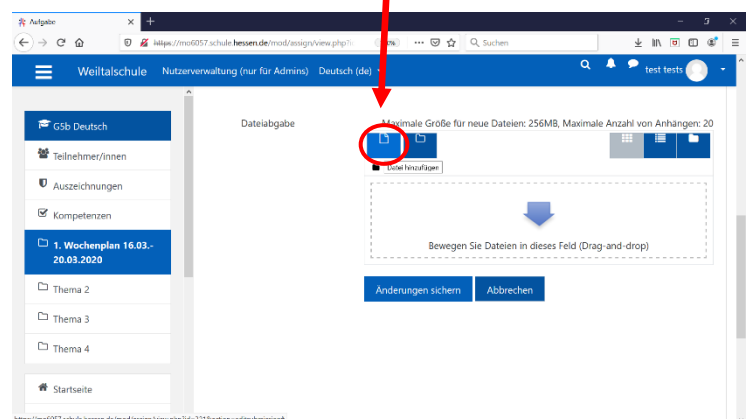 Aufgabe
https://mo6057.schule.hessen.de/mod/assign/view.php?i
Suchen
Weiltalschule Nutzerverwaltung (nur für Admins) Deutsch (de)
test tests
G5b Deutsch
Teilnehmer/innen
Auszeichnungen
Kompetenzen
1. Wochenplan 16.03.-
20.03.2020
Thema 2
Thema 3
Thema 4
Startseite
Dateiabgabe
Maximale Größe für neue Dateien: 256MB, Maximale Anzahl von Anhängen: 20
Datei hinzufügen
Bewegen Sie Dateien in dieses Feld (Drag-and-drop)
Änderungen sichern Abbrechen